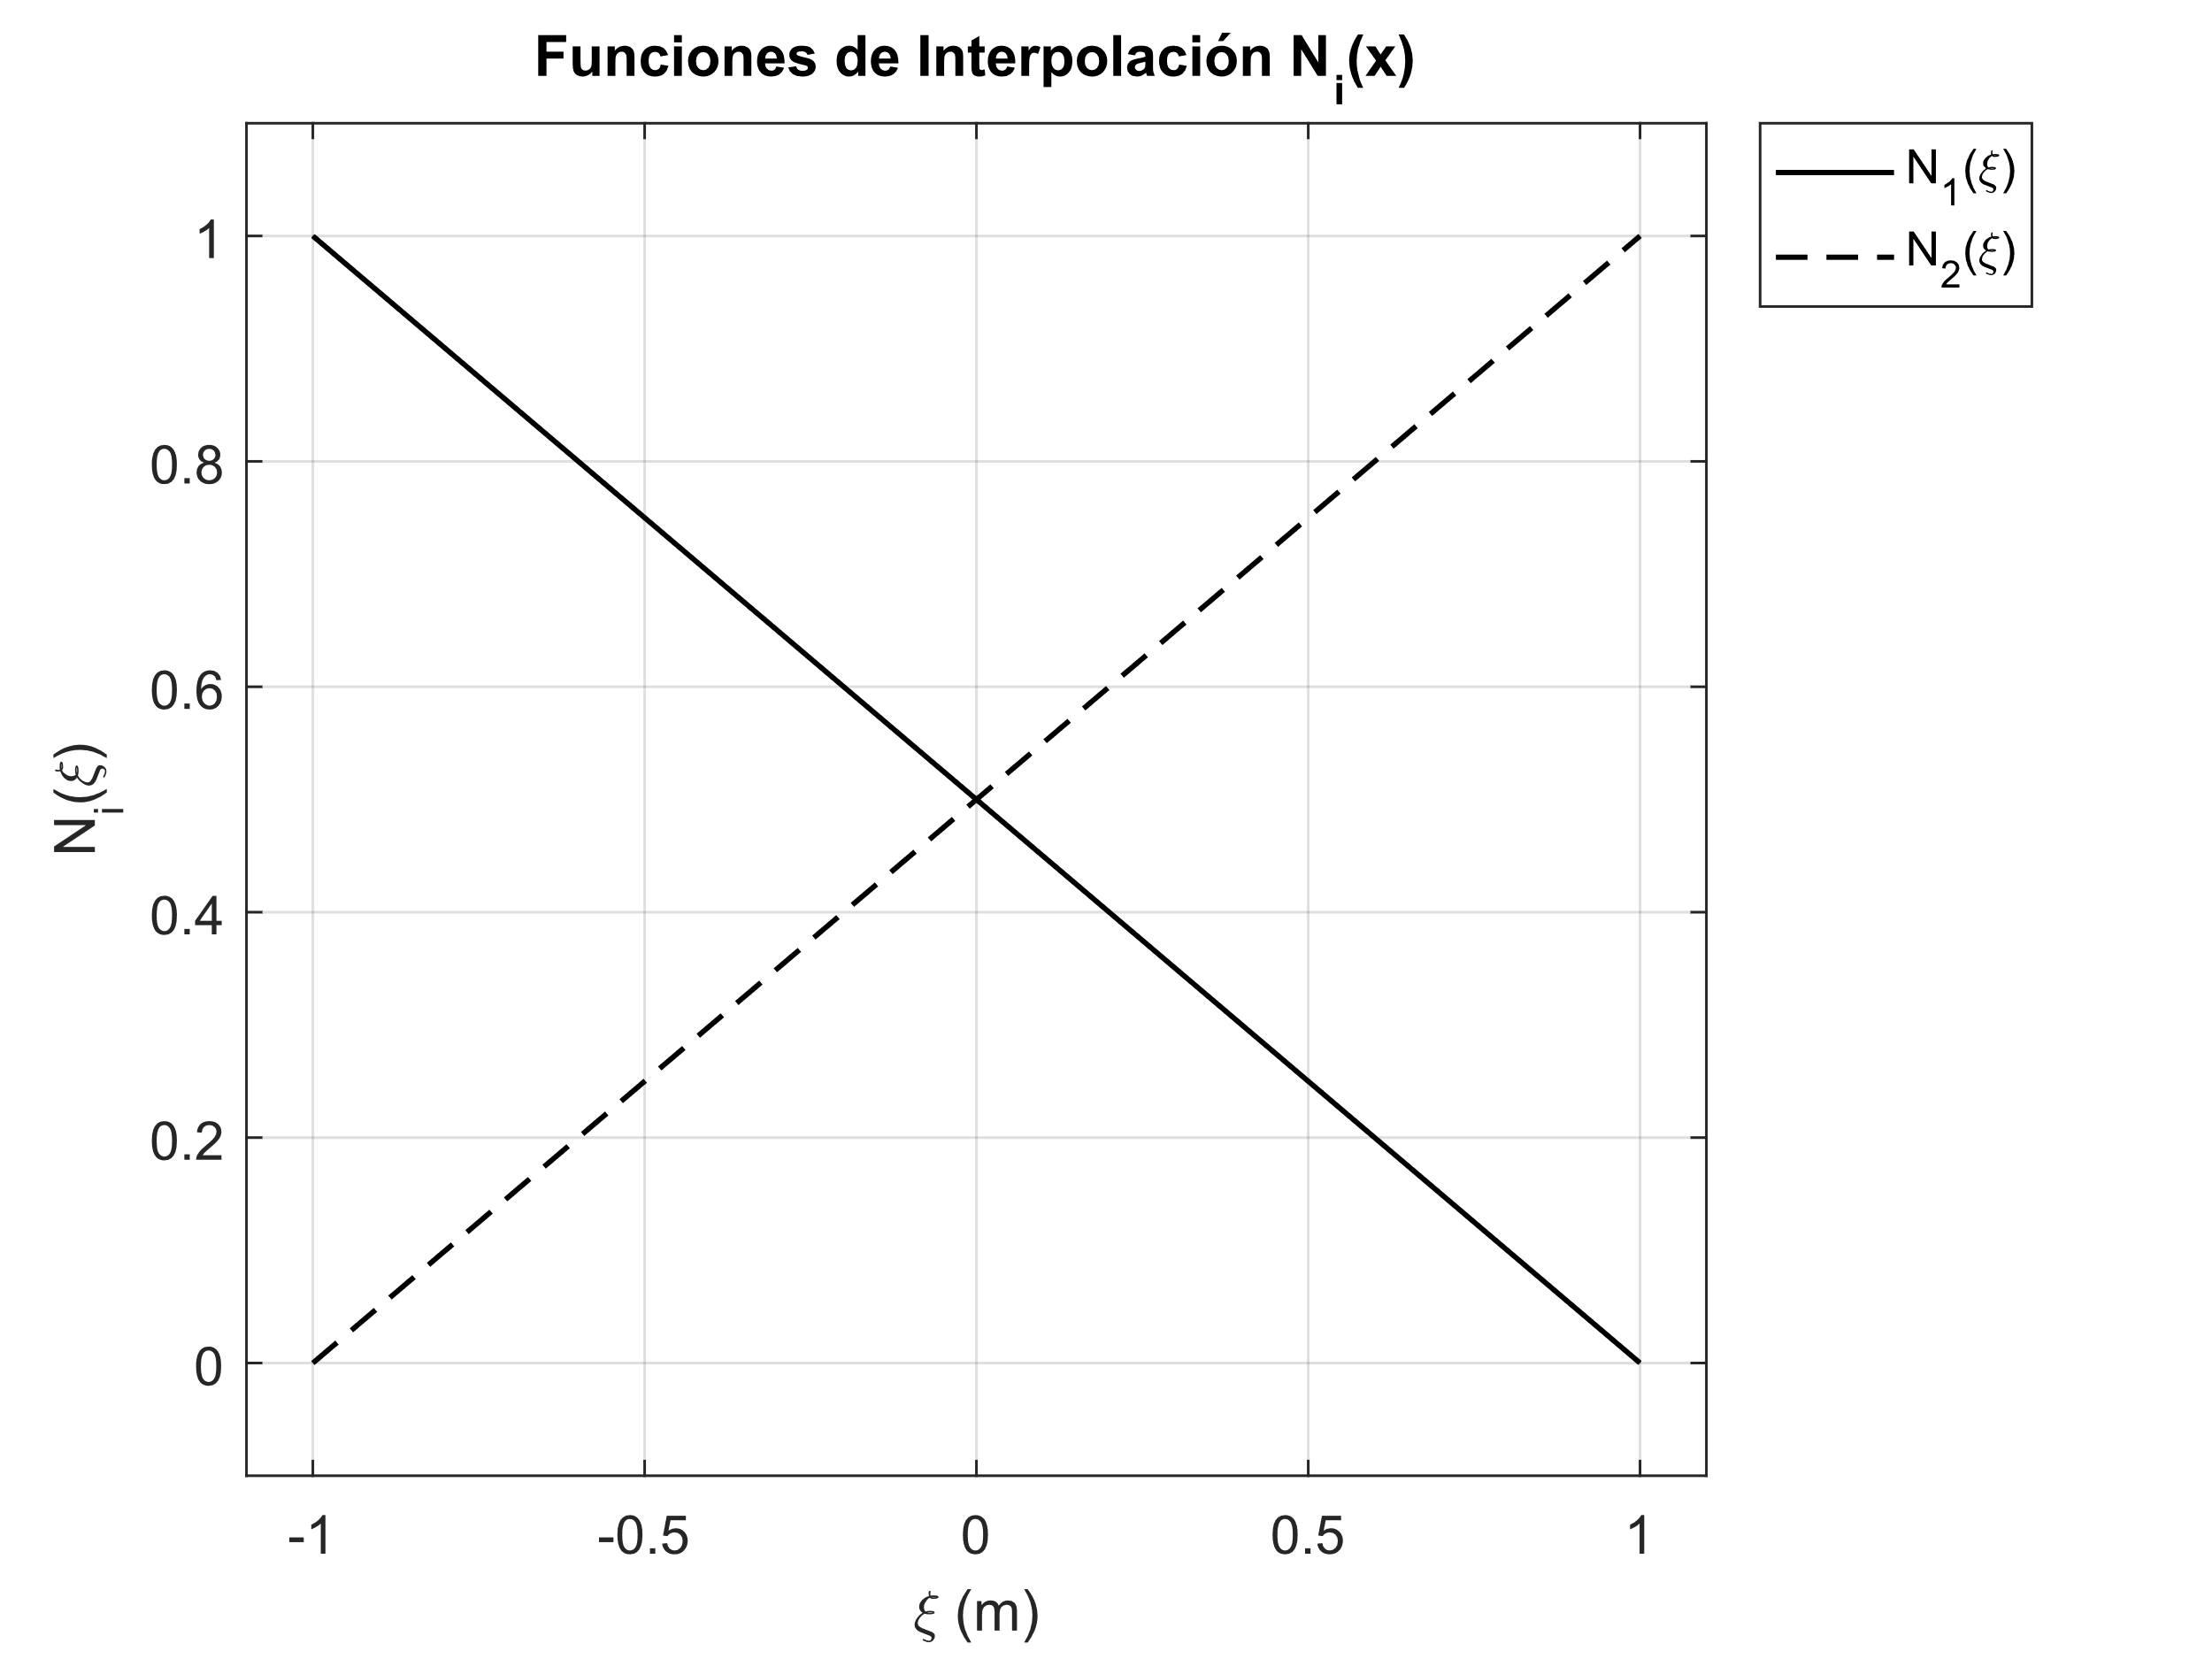 Funciones de Interpolación N_i(x)
N_1(ξ)
N_2(ξ)
N_i(ξ)
1
0.8
0.6
0.4
0.2
0
-1 -0.5 0 0.5 1
ξ (m)